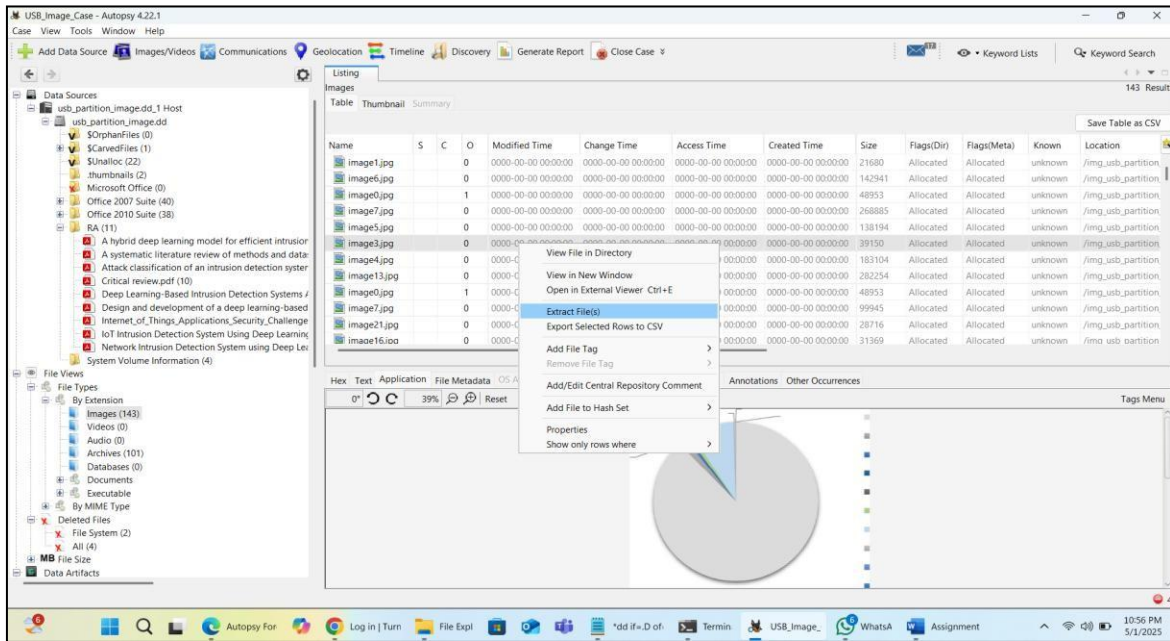 USB_Image_Case - Autopsy 4.22.1
Case View Tools Window Help
Add Data Source Images/Videos Communications Geolocation Timeline Discovery Generate Report Close Case 12 Keyword Lists Keyword Search
Listing
Images
143 Result
Table Thumbnail Summary
Save Table as CSV
Name S C O Modified Time Change Time Access Time Created Time Size Flags(Dir) Flags(Meta) Known Location
image1.jpg 0 0000-00-00 00:00:00 0000-00-00 00:00:00 0000-00-00 00:00:00 0000-00-00 00:00:00 21680 Allocated Allocated unknown /img_usb_partition
image6.jpg 0 0000-00-00 00:00:00 0000-00-00 00:00:00 0000-00-00 00:00:00 0000-00-00 00:00:00 142941 Allocated Allocated unknown /img_usb_partition
image0.jpg 1 0000-00-00 00:00:00 0000-00-00 00:00:00 0000-00-00 00:00:00 0000-00-00 00:00:00 48953 Allocated Allocated unknown /img_usb_partition
image7.jpg 0 0000-00-00 00:00:00 0000-00-00 00:00:00 0000-00-00 00:00:00 0000-00-00 00:00:00 268885 Allocated Allocated unknown /img_usb_partition
image5.jpg 0 0000-00-00 00:00:00 0000-00-00 00:00:00 0000-00-00 00:00:00 0000-00-00 00:00:00 138194 Allocated Allocated unknown /img_usb_partition
image3.jpg 0 00:00:00 0000-00-00 00:00:00 39150 Allocated Allocated unknown /img_usb_partition
image4.jpg 0 0000-0 00:00:00 0000-00-00 00:00:00 183104 Allocated Allocated unknown /img_usb_partition
image13.jpg 0 0000-0 00:00:00 0000-00-00 00:00:00 282254 Allocated Allocated unknown /img_usb_partition
image0.jpg 1 0000-0 00:00:00 0000-00-00 00:00:00 48953 Allocated Allocated unknown /img_usb_partition
image7.jpg 0 0000-0 00:00:00 0000-00-00 00:00:00 99945 Allocated Allocated unknown /img_usb_partition
image21.jpg 0 0000-0 00:00:00 0000-00-00 00:00:00 28716 Allocated Allocated unknown /img_usb_partition
image16.jpg 0 0000-0 00:00:00 0000-00-00 00:00:00 31369 Allocated Allocated unknown /img_usb_partition
View File in Directory
View in New Window
Open in External Viewer Ctrl+E
Extract File(s)
Export Selected Rows to CSV
Add File Tag
Remove File Tag
Add/Edit Central Repository Comment
Add File to Hash Set
Properties
Show only rows where
Data Sources
usb_partition_image.dd_1 Host
usb_partition_image.dd
$OrphanFiles (0)
$CarvedFiles (1)
$Unalloc (22)
.thumbnails (2)
Microsoft Office (0)
Office 2007 Suite (40)
Office 2010 Suite (38)
RA (11)
A hybrid deep learning model for efficient intrusior
A systematic literature review of methods and data
Attack classification of an intrusion detection syster
Critical review.pdf (10)
Deep Learning-Based Intrusion Detection Systems
Design and development of a deep learning-based
Internet_of_Things_Applications_Security_Challenge
IoT Intrusion Detection System Using Deep Learning
Network Intrusion Detection System using Deep Lea
System Volume Information (4)
File Views
File Types
By Extension
Images (143)
Videos (0)
Audio (0)
Archives (101)
Databases (0)
Documents
Executable
By MIME Type
Deleted Files
File System (2)
All (4)
MB File Size
Data Artifacts
Hex Text Application File Metadata OS A Annotations Other Occurrences
0° 39% Reset Tags Menu
Autopsy For Log in | Turn File Expl *dd if=.D of Termin USB_Image_ WhatsA Assignment
10:56 PM
5/1/2025